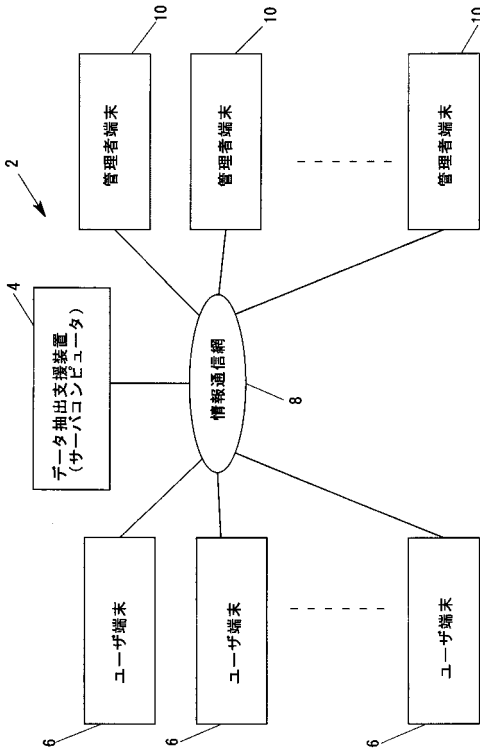 2
4
データ抽出支援装置
(サーバコンピュータ)
6
ユーザ端末
6
ユーザ端末
6
ユーザ端末
情報通信網
8
管理者端末
10
管理者端末
10
管理者端末
10